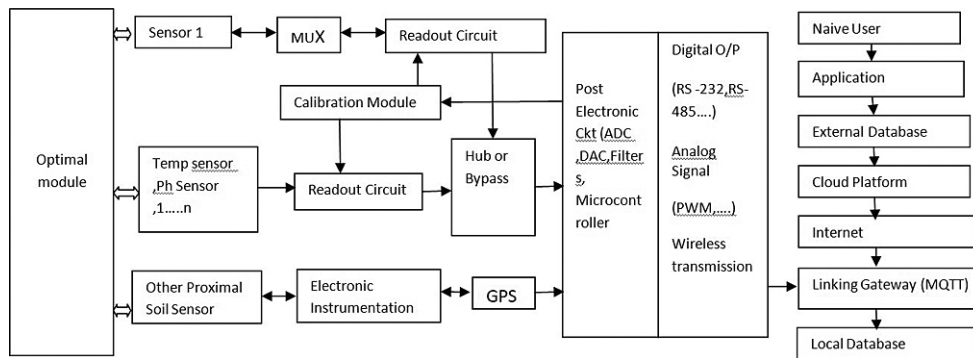 Optimal
module
Sensor 1
MUX
Readout Circuit
Calibration Module
Temp sensor
,Ph Sensor
,1…..n
Readout Circuit
Hub or
Bypass
Other Proximal
Soil Sensor
Electronic
Instrumentation
GPS
Post
Electronic
Ckt (ADC
,DAC,Filter
s,
Microcont
roller
Digital O/P
(RS -232,RS-
485….)
Analog
Signal
(PWM,….)
Wireless
transmission
Naive User
Application
External Database
Cloud Platform
Internet
Linking Gateway (MQTT)
Local Database